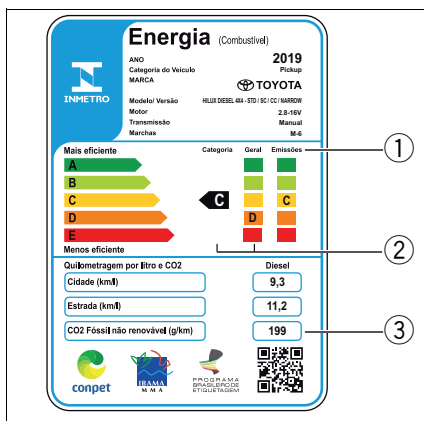 Energia (Combustível)
ANO 2019
Categoria do Veículo Pickup
MARCA TOYOTA
INMETRO
Modelo/ Versão HILUX DIESEL 4X4 - STD / SC / CC / NARROW
Motor 2.8-16V
Transmissão Manual
Marchas M-6
Mais eficiente Categoria Geral Emissões 1
A
B
C C C
D D
E
Menos eficiente 2
Quilometragem por litro e CO2 Diesel
Cidade (km/l) 9,3
Estrada (km/l) 11,2
CO2 Fóssil não renovável (g/km) 199 3
conpet
IBAMA
M M A
PROGRAMA
BRASILEIRO DE
ETIQUETAGEM